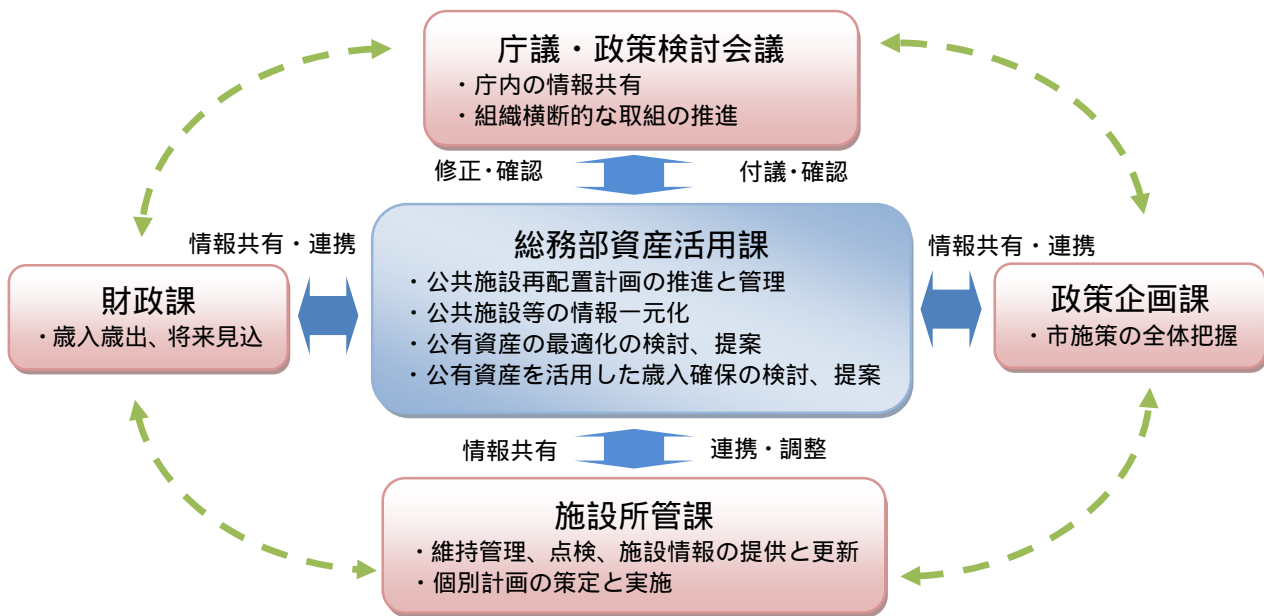 庁議・政策検討会議
・庁内の情報共有
・組織横断的な取組の推進
修正・確認
付議・確認
情報共有・連携
総務部資産活用課
・公共施設再配置計画の推進と管理
・公共施設等の情報一元化
・公有資産の最適化の検討、提案
・公有資産を活用した歳入確保の検討、提案
情報共有・連携
財政課
・歳入歳出、将来見込
政策企画課
・市施策の全体把握
情報共有
連携・調整
施設所管課
・維持管理、点検、施設情報の提供と更新
・個別計画の策定と実施